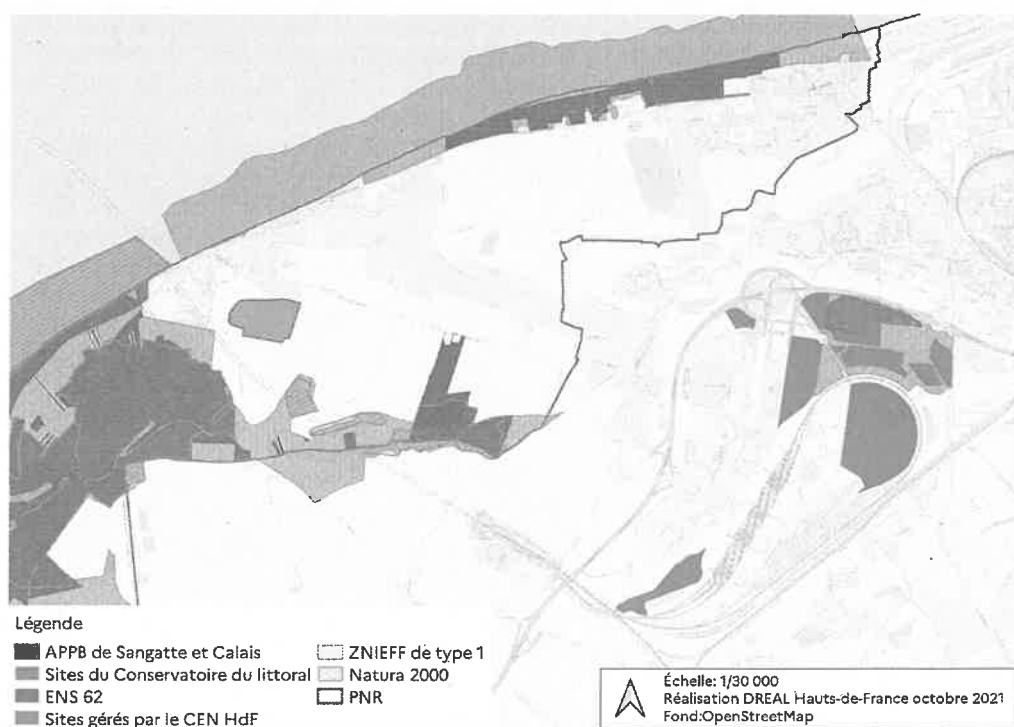 Légende
APPB de Sangatte et Calais
Sites du Conservatoire du littoral
ENS 62
Sites gérés par le CEN HdF
ZNIEFF de type 1
Natura 2000
PNR
Échelle: 1/30 000
Réalisation DREAL Hauts-de-France octobre 2021
Fond:OpenStreetMap